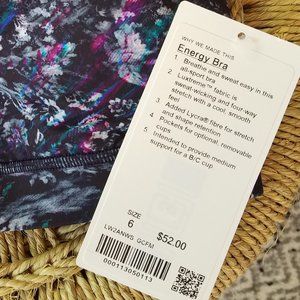 WHY WE MADE THIS
Energy Bra
1 Breathe and sweat easy in this
all-sport bra
2 Luxtreme™ fabric is
sweat-wicking and four-way
stretch with a cool, smooth
feel
3 Added Lycra® fibre for stretch
and shape retention
4 Pockets for optional, removable
cups
5 Intended to provide medium
support for a B/C cup
SIZE
6
$52.00
LW2ANWS GCFM
000113050113